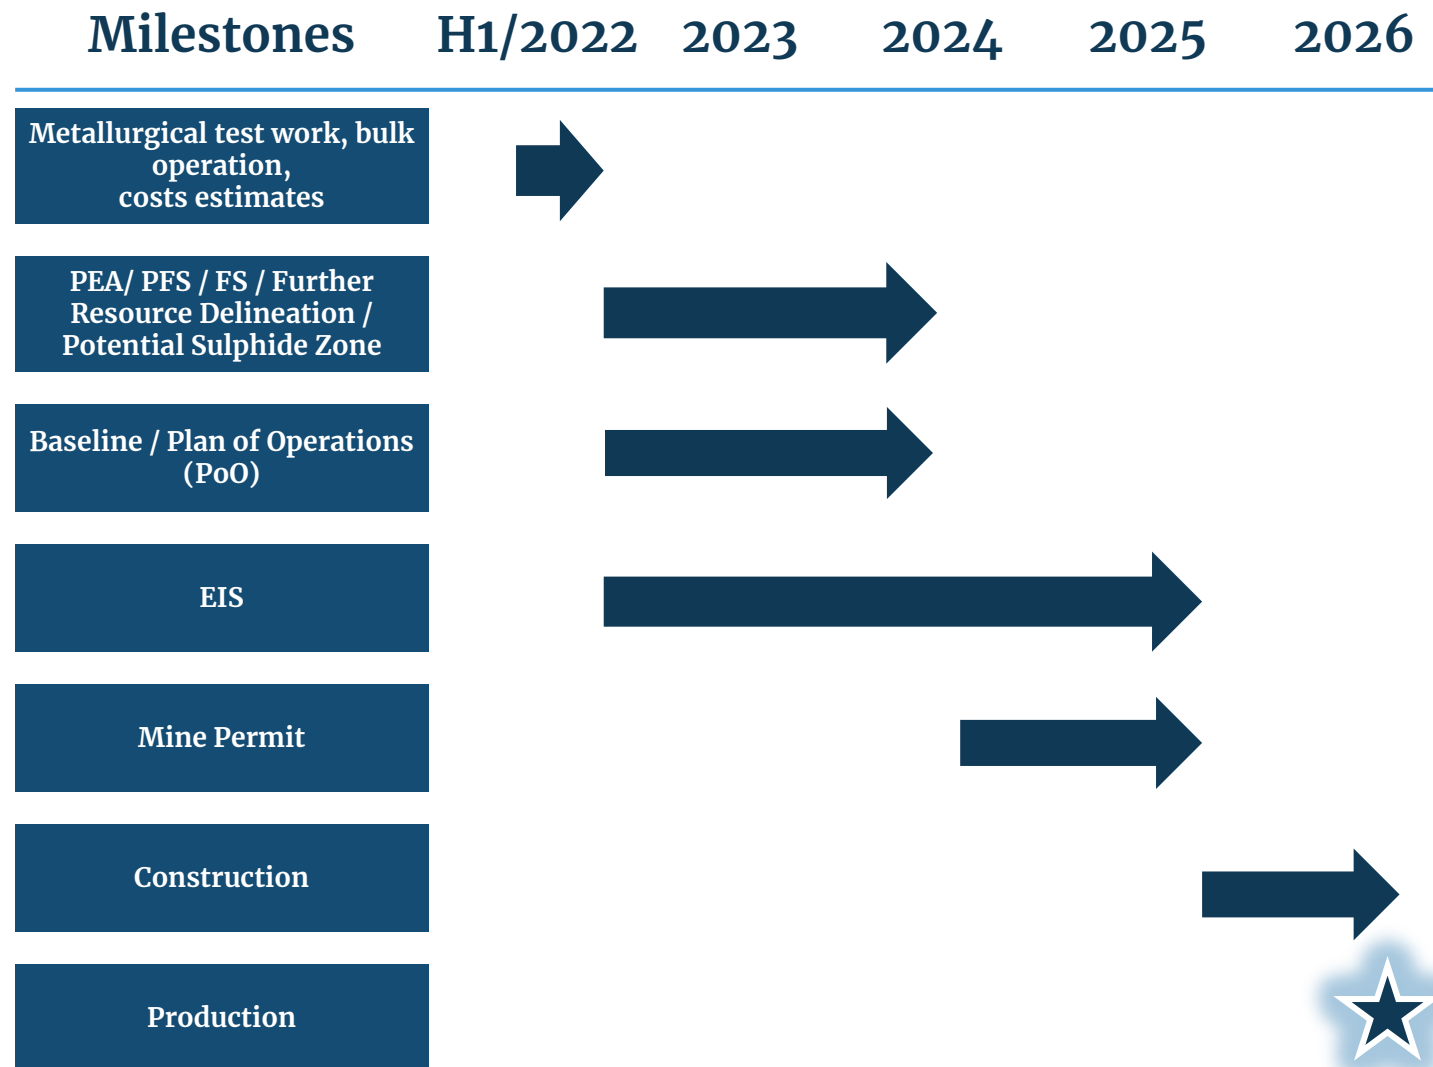 Milestones H1/2022 2023 2024 2025 2026
Metallurgical test work, bulk
operation,
costs estimates
PEA/ PFS / FS / Further
Resource Delineation /
Potential Sulphide Zone
Baseline / Plan of Operations
(PoO)
EIS
Mine Permit
Construction
Production